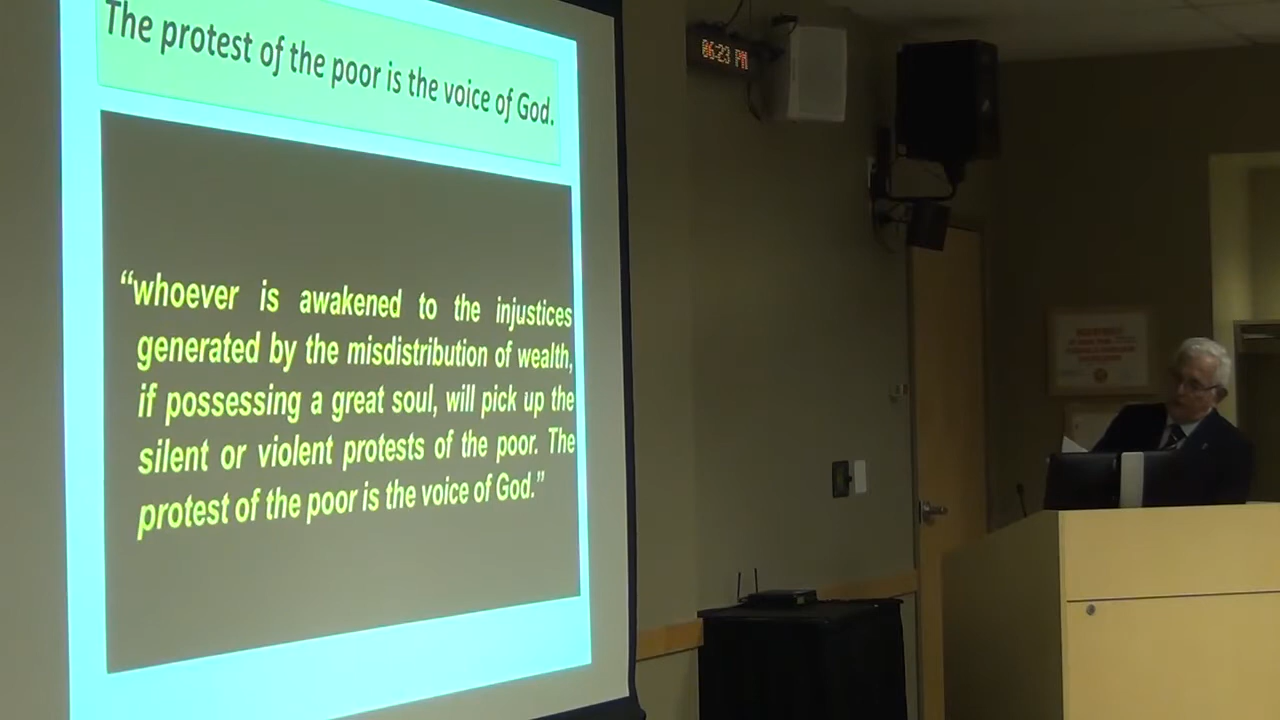 The protest of the poor is the voice of God.
“whoever is awakened to the injustices
generated by the misdistribution of wealth,
if possessing a great soul, will pick up the
silent or violent protests of the poor. The
protest of the poor is the voice of God.”
06:23 PM